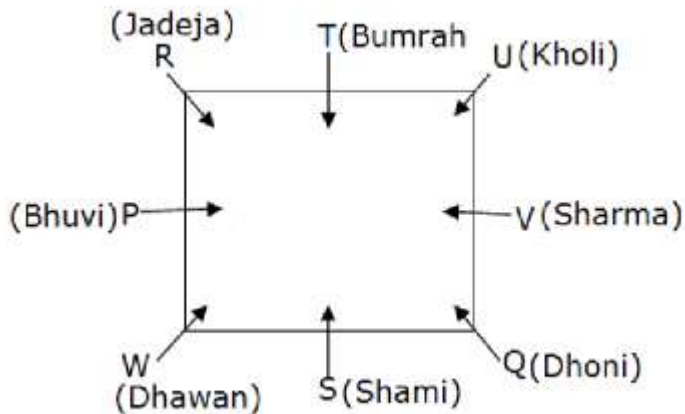 (Jadeja)
R
T(Bumrah
U(Kholi)
(Bhuvi)P
V(Sharma)
W
(Dhawan)
S(Shami)
Q(Dhoni)